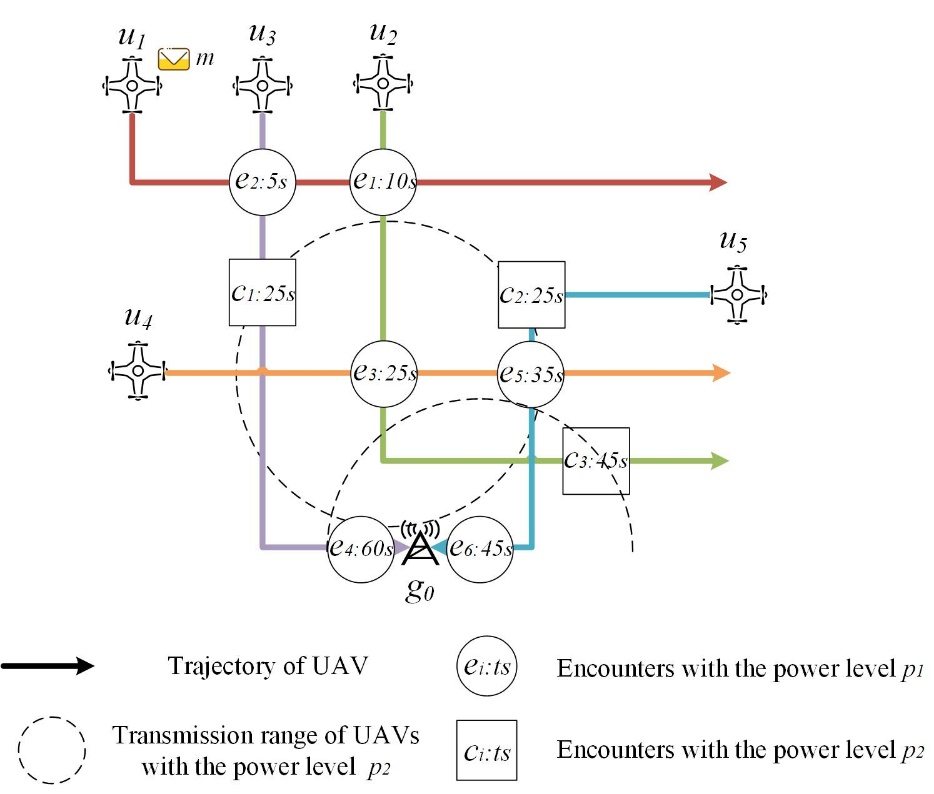 u1 m u3 u2
e2:5s e1:10s
u5
c1:25s c2:25s
u4
e3:25s e5:35s
c3:45s
e4:60s e6:45s
g0
Trajectory of UAV ei:ts Encounters with the power level p1
Transmission range of UAVs
with the power level p2
ci:ts Encounters with the power level p2